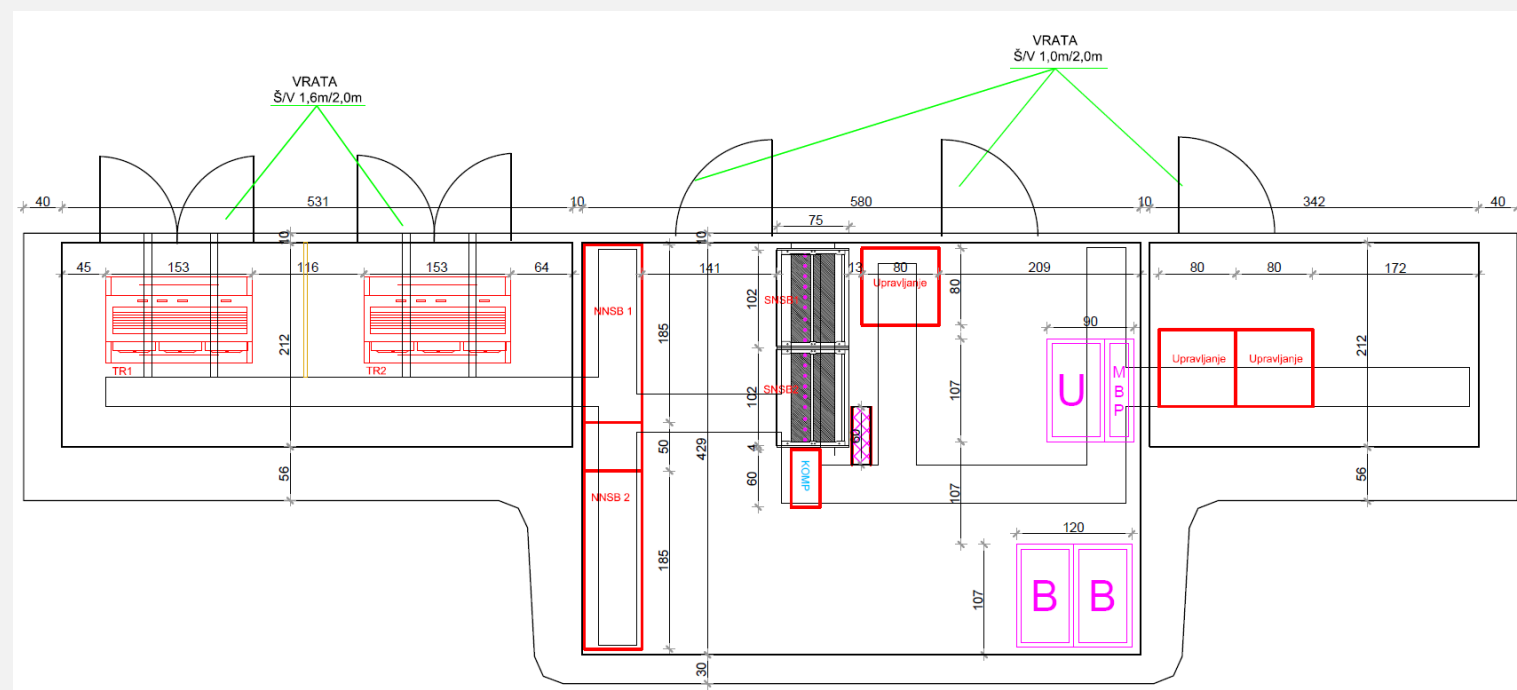 VRATA
Š/V 1,0m/2,0m
VRATA
Š/V 1,6m/2,0m
40
531
10
580
10
342
40
75
10
10
45
153
116
153
64
141
13
80
209
80
80
172
NNSB 1
SNSB1
102
Upravljanje
80
90
212
185
212
TR1
TR2
SNSB2
102
107
U
MBP
Upravljanje
Upravljanje
50
429
4
60
56
60
KOMP
107
56
NNSB 2
185
120
107
B
B
30